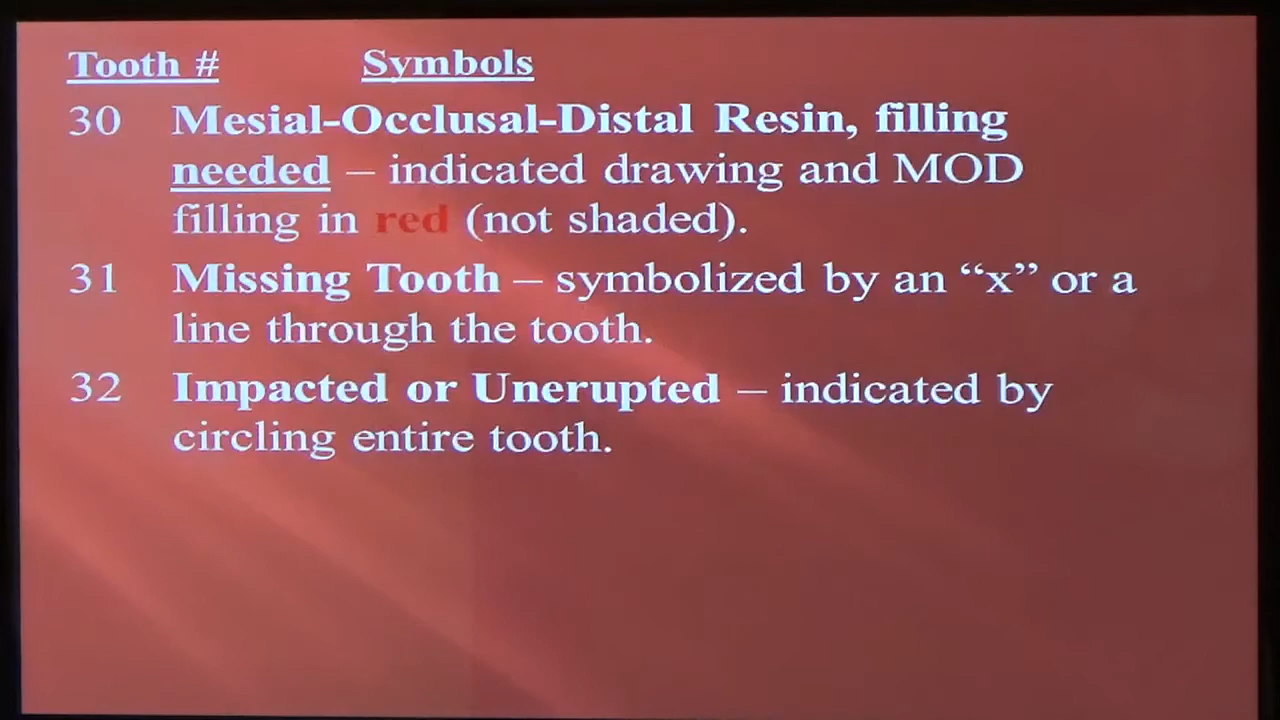 Tooth # Symbols
30 Mesial-Occlusal-Distal Resin, filling
needed – indicated drawing and MOD
filling in red (not shaded).
31 Missing Tooth – symbolized by an “x” or a
line through the tooth.
32 Impacted or Unerupted – indicated by
circling entire tooth.